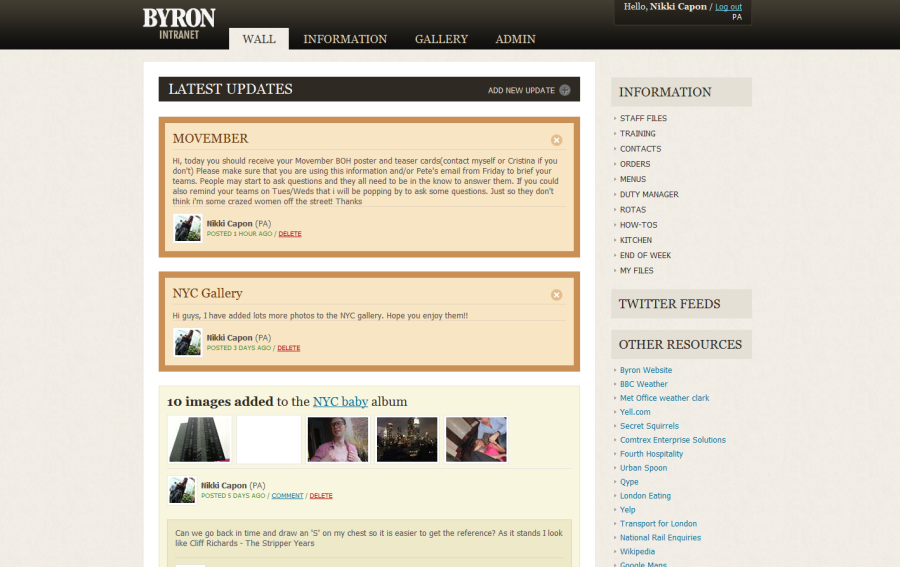 BYRON
INTRANET
WALL
INFORMATION
GALLERY
ADMIN
Hello, Nikki Capon / Log out
PA
LATEST UPDATES
ADD NEW UPDATE
MOVEMBER
Hi, today you should receive your Movember BOH poster and teaser cards(contact myself or Cristina if you
don't) Please make sure that you are using this information and/or Pete's email from Friday to brief your
teams. People may start to ask questions and they all need to be in the know to answer them. If you could
also remind your teams on Tues/Weds that i will be popping by to ask some questions. Just so they don't
think i'm some crazed women off the street! Thanks
Nikki Capon (PA)
POSTED 1 HOUR AGO / DELETE
NYC Gallery
Hi guys, I have added lots more photos to the NYC gallery. Hope you enjoy them!!
Nikki Capon (PA)
POSTED 3 DAYS AGO / DELETE
10 images added to the NYC baby album
Nikki Capon (PA)
POSTED 5 DAYS AGO / COMMENT / DELETE
Can we go back in time and draw an 'S' on my chest so it is easier to get the reference? As it stands I look
like Cliff Richards - The Stripper Years
INFORMATION
STAFF FILES
TRAINING
CONTACTS
ORDERS
MENUS
DUTY MANAGER
ROTAS
HOW-TOS
KITCHEN
END OF WEEK
MY FILES
TWITTER FEEDS
OTHER RESOURCES
Byron Website
BBC Weather
Met Office weather clark
Yell.com
Secret Squirrels
Comtrex Enterprise Solutions
Fourth Hospitality
Urban Spoon
Qype
London Eating
Yelp
Transport for London
National Rail Enquiries
Wikipedia
Google Maps